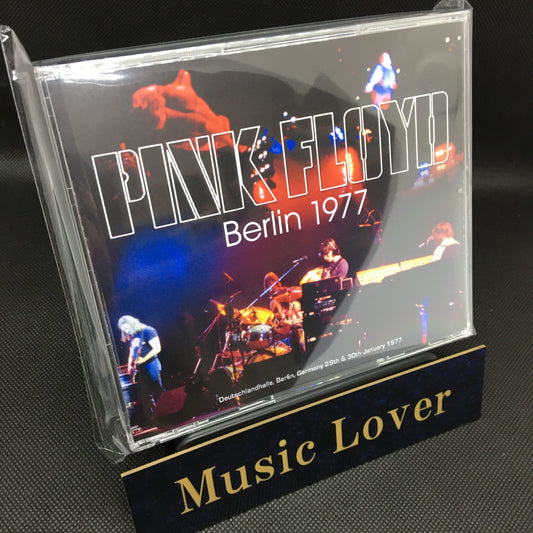 PINK FLOYD
Berlin 1977
Deutschlandhalle, Berlin, Germany 29th & 30th January 1977
Music Lover